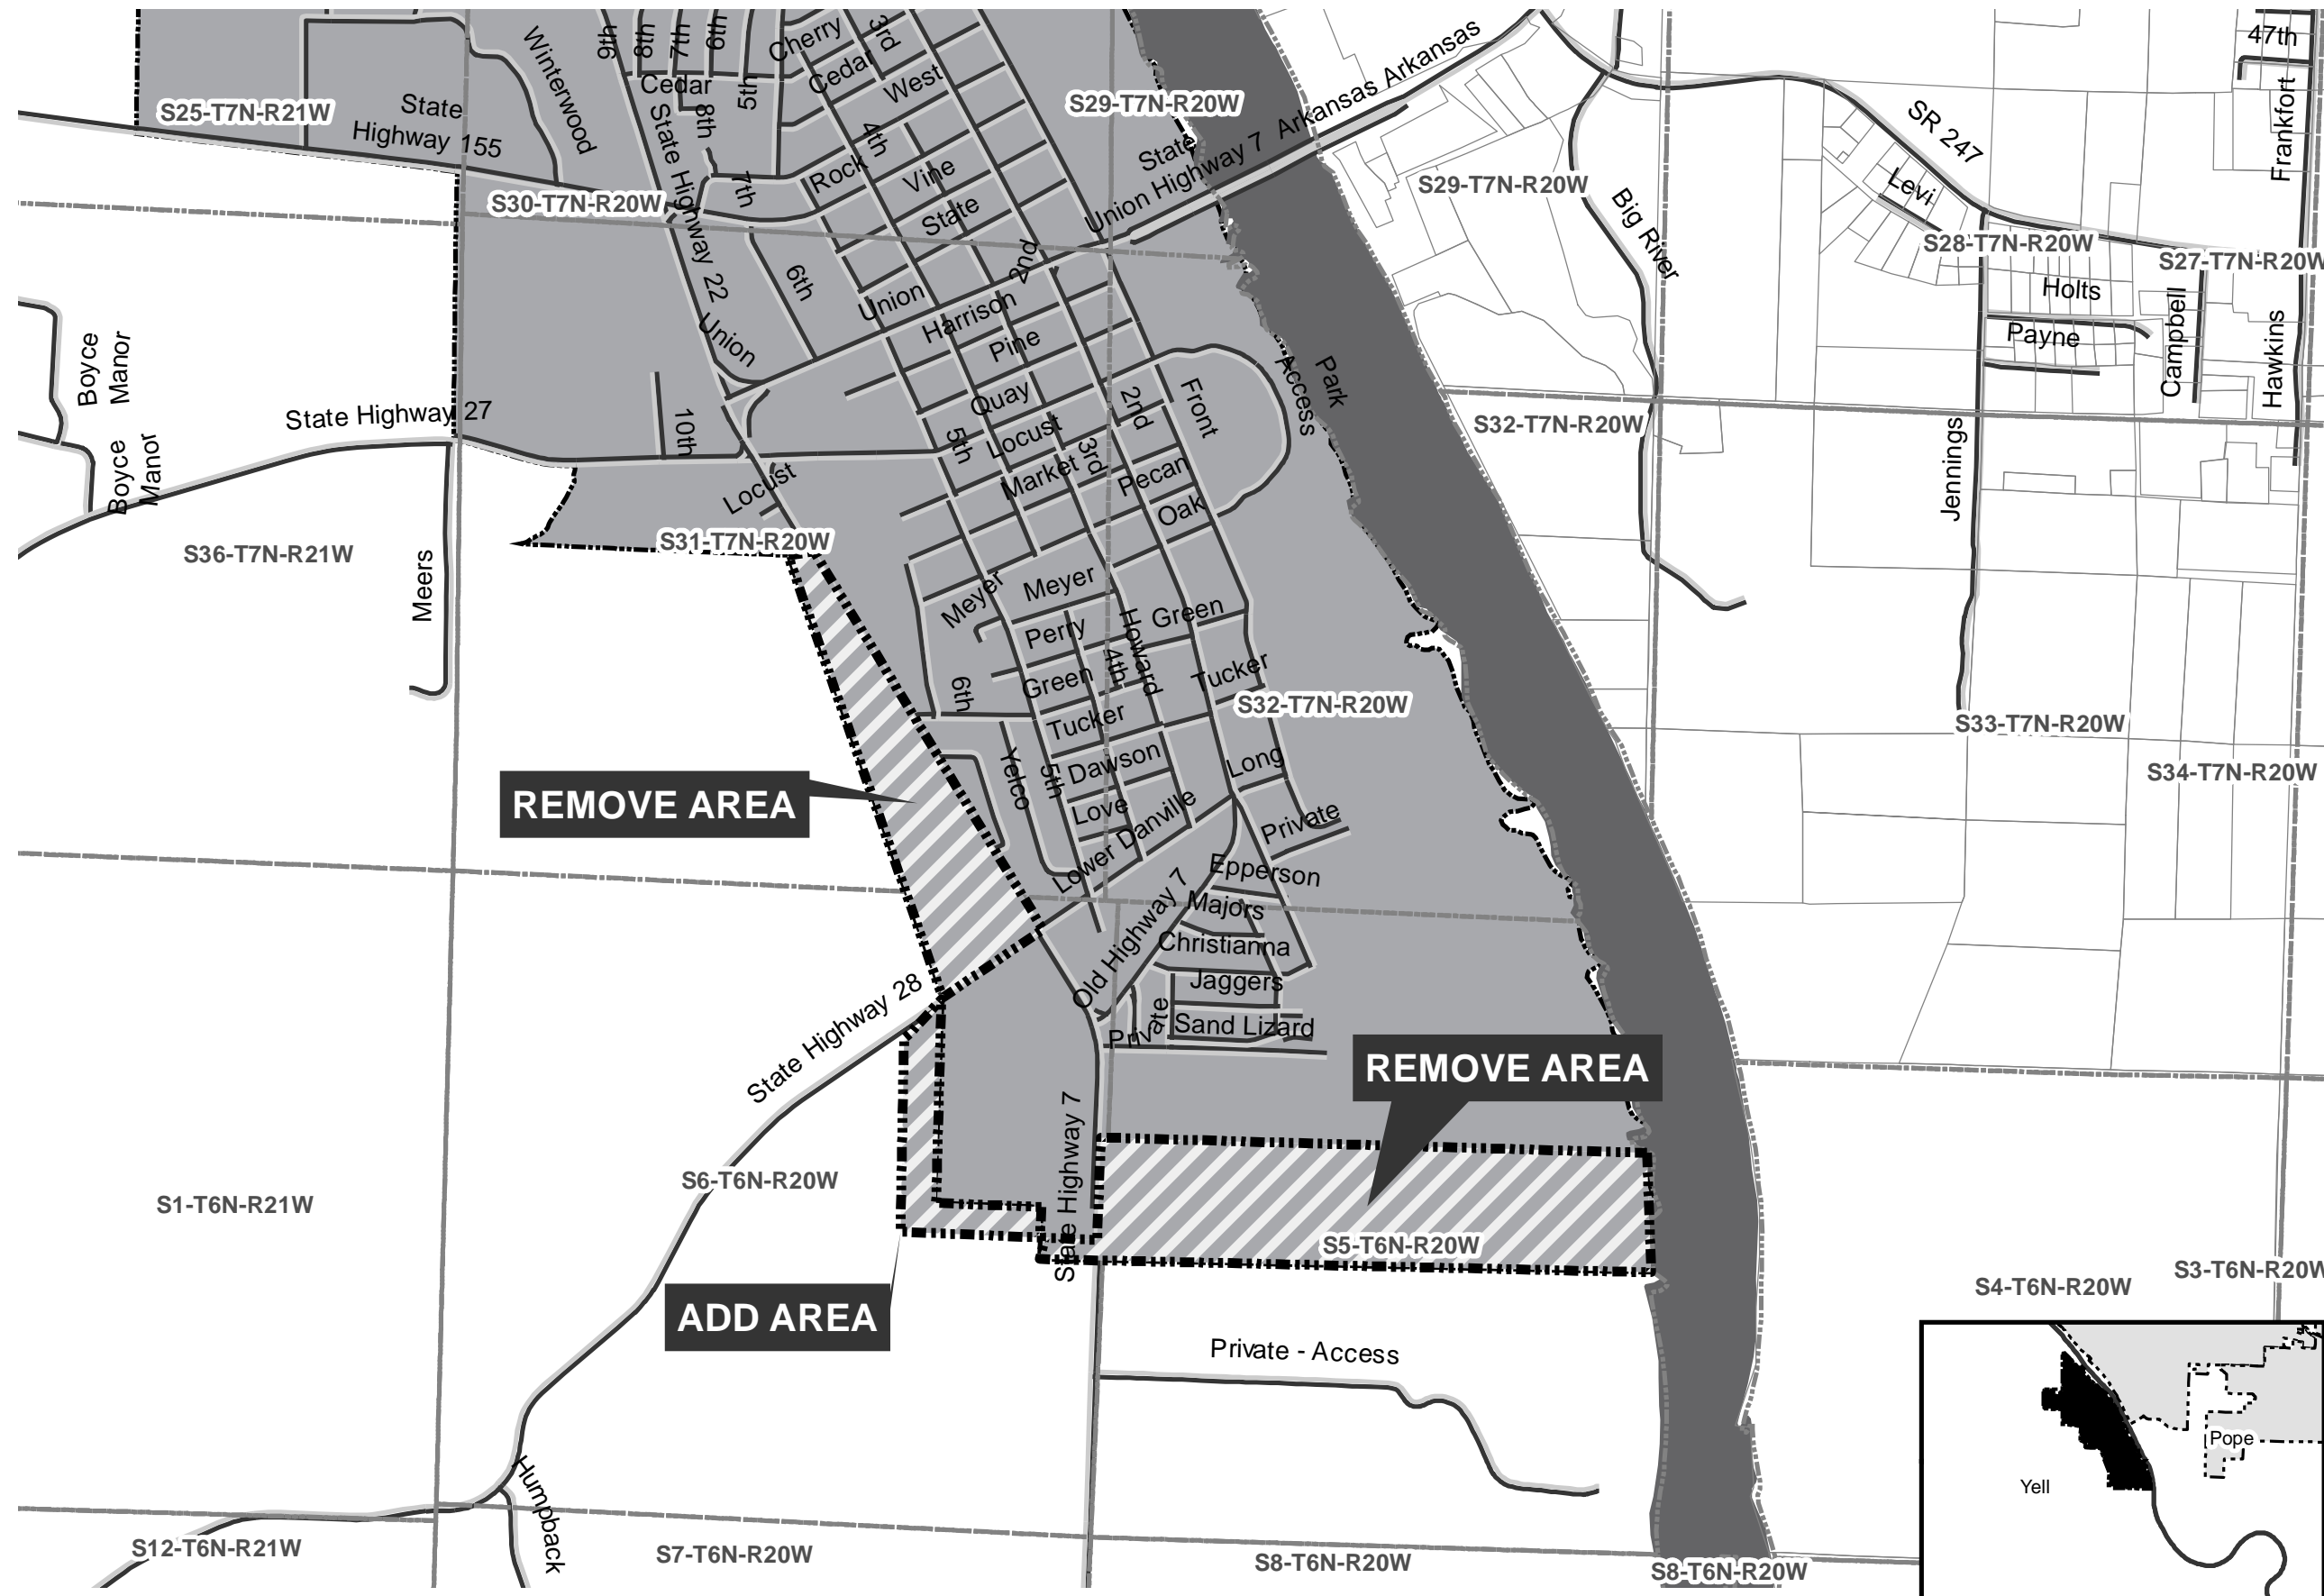 47th
Frankfort
Cherry
3rd
9th
8th
7th
6th
Winterwood
Cedar
Cedar
5th
West
State Highway 22
8th
S25-T7N-R21W
State
Highway 155
S29-T7N-R20W
State
Union Highway 7 Arkansas Arkansas
SR 247
4th
Rock
Vine
7th
S29-T7N-R20W
Levi
S30-T7N-R20W
State
Big River
S28-T7N-R20W
S27-T7N-R20W
2nd
6th
Holts
Union
Harrison
Campbell
Hawkins
Union
Pine
Payne
Boyce
Manor
Access
Park
Quay
2nd
Front
State Highway 27
10th
5th
Locust
S32-T7N-R20W
3rd
Market
Boyce
Manor
Pecan
Jennings
Locust
Oak
S31-T7N-R20W
S36-T7N-R21W
Meers
Meyer
Meyer
Howard
Green
Perry
4th
Tucker
6th
Green
S32-T7N-R20W
Tucker
S33-T7N-R20W
Yelco
5th
Dawson
Long
S34-T7N-R20W
REMOVE AREA
Love
Lower Danville
Private
Epperson
Old Highway 7
Majors
Christianna
Jaggers
State Highway 28
Private
Private
Sand Lizard
REMOVE AREA
State Highway 7
S6-T6N-R20W
S1-T6N-R21W
S5-T6N-R20W
S3-T6N-R20W
S4-T6N-R20W
ADD AREA
Private - Access
Pope
Yell
Humpback
S12-T6N-R21W
S7-T6N-R20W
S8-T6N-R20W
S8-T6N-R20W